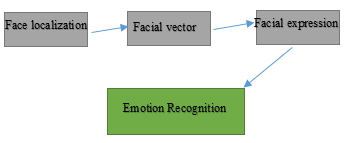 Face localization
Facial vector
Facial expression
Emotion Recognition